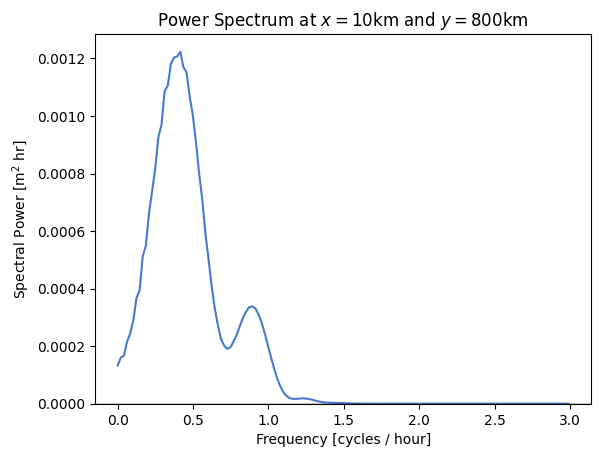 Power Spectrum at x = 10km and y = 800km
0.0012
0.0010
0.0008
0.0006
0.0004
0.0002
0.0000
Spectral Power [m² hr]
0.0 0.5 1.0 1.5 2.0 2.5 3.0
Frequency [cycles / hour]